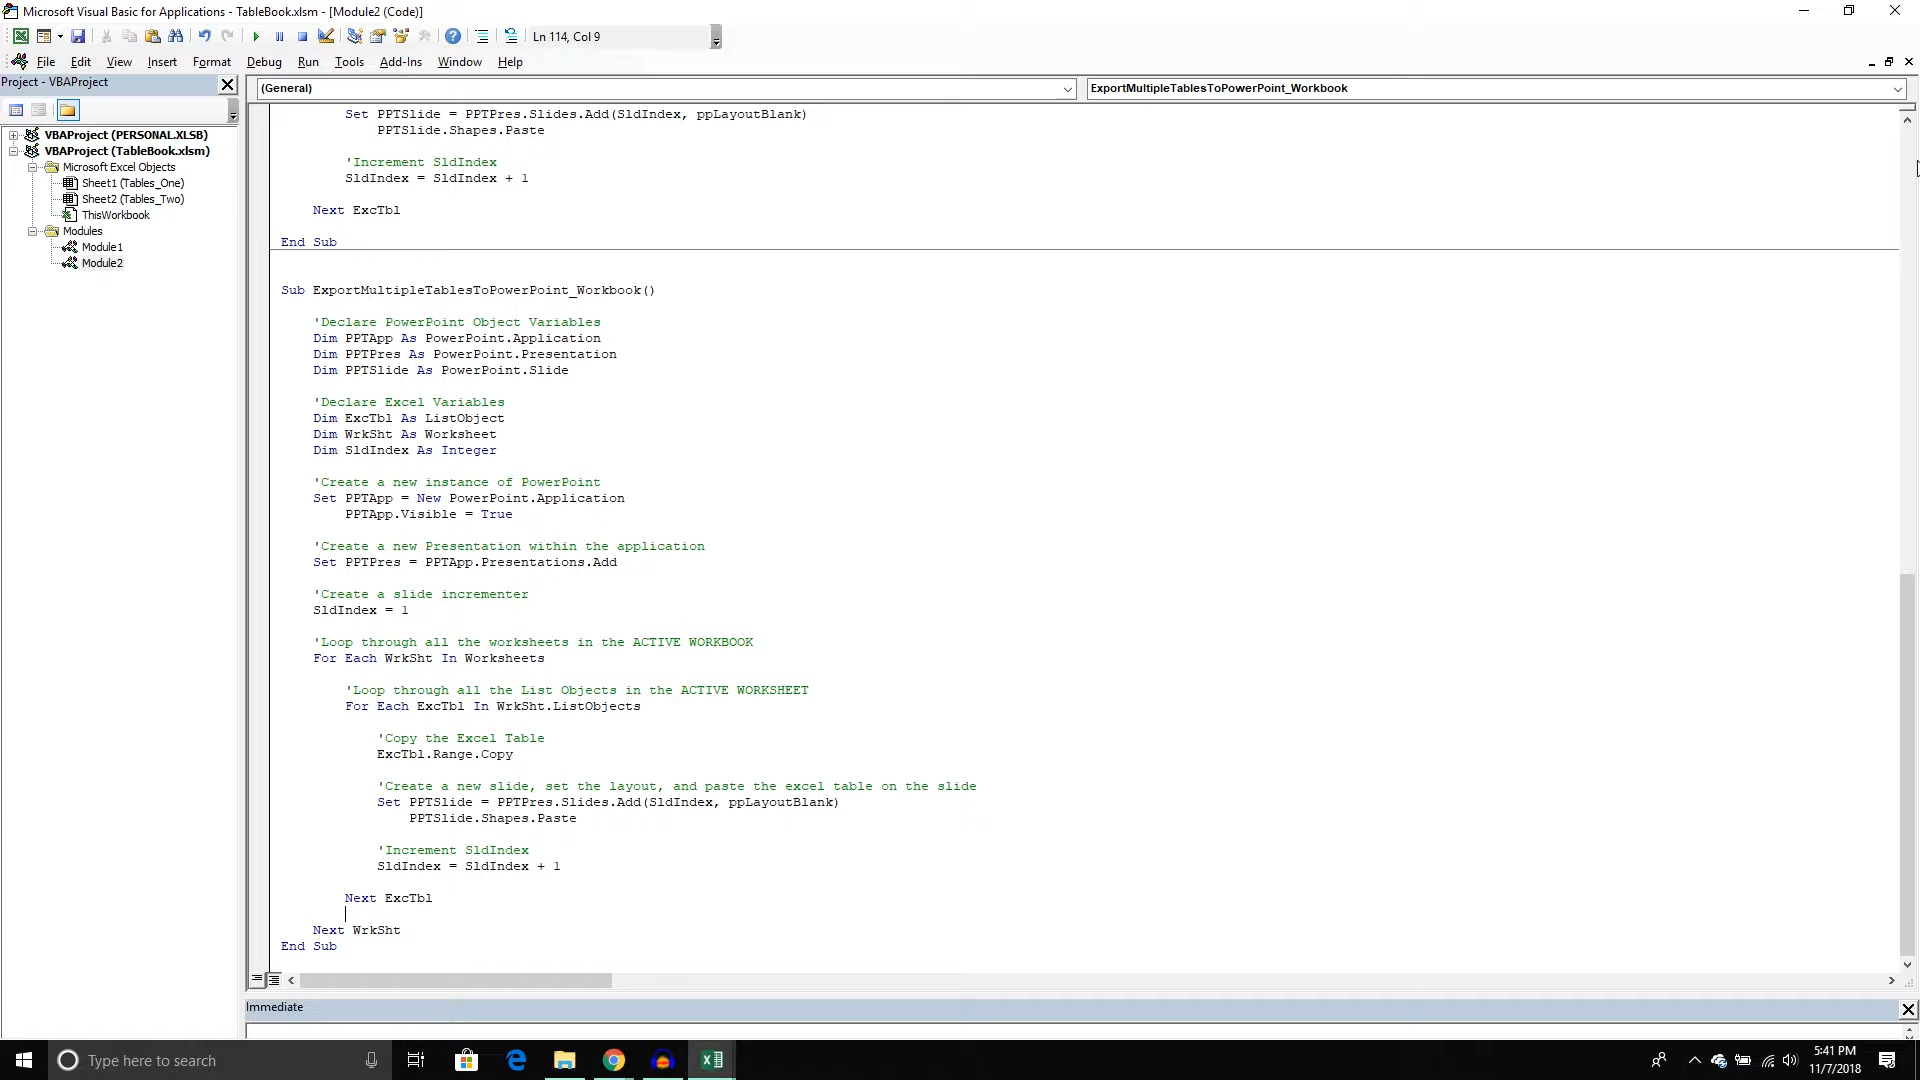 Microsoft Visual Basic for Applications - TableBook.xlsm - [Module2 (Code)]
Ln 114, Col 9
File Edit View Insert Format Debug Run Tools Add-Ins Window Help
Project - VBAProject
(General)
ExportMultipleTablesToPowerPoint_Workbook
VBAProject (PERSONAL.XLSB)
VBAProject (TableBook.xlsm)
Microsoft Excel Objects
Sheet1 (Tables_One)
Sheet2 (Tables_Two)
ThisWorkbook
Modules
Module1
Module2
Set PPTSlide = PPTPres.Slides.Add(SldIndex, ppLayoutBlank)
PPTSlide.Shapes.Paste
'Increment SldIndex
SldIndex = SldIndex + 1
Next ExcTbl
End Sub
Sub ExportMultipleTablesToPowerPoint_Workbook()
'Declare PowerPoint Object Variables
Dim PPTApp As PowerPoint.Application
Dim PPTPres As PowerPoint.Presentation
Dim PPTSlide As PowerPoint.Slide
'Declare Excel Variables
Dim ExcTbl As ListObject
Dim WrkSht As Worksheet
Dim SldIndex As Integer
'Create a new instance of PowerPoint
Set PPTApp = New PowerPoint.Application
PPTApp.Visible = True
'Create a new Presentation within the application
Set PPTPres = PPTApp.Presentations.Add
'Create a slide incrementer
SldIndex = 1
'Loop through all the worksheets in the ACTIVE WORKBOOK
For Each WrkSht In Worksheets
'Loop through all the List Objects in the ACTIVE WORKSHEET
For Each ExcTbl In WrkSht.ListObjects
'Copy the Excel Table
ExcTbl.Range.Copy
'Create a new slide, set the layout, and paste the excel table on the slide
Set PPTSlide = PPTPres.Slides.Add(SldIndex, ppLayoutBlank)
PPTSlide.Shapes.Paste
'Increment SldIndex
SldIndex = SldIndex + 1
Next ExcTbl
Next WrkSht
End Sub
Immediate
Type here to search
5:41 PM
11/7/2018